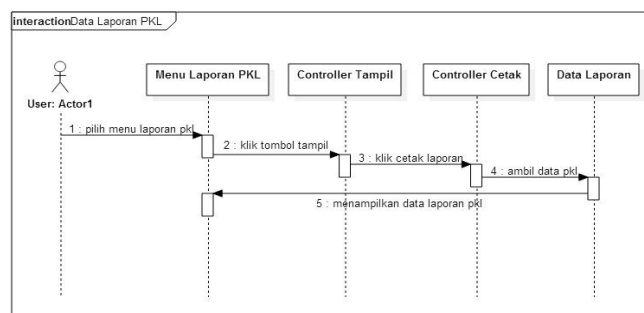 interactionData Laporan PKL
Menu Laporan PKL
Controller Tampil
Controller Cetak
Data Laporan
User: Actor1
1 : pilih menu laporan pkl
2 : klik tombol tampil
3 : klik cetak laporan
4 : ambil data pkl
5 : menampilkan data laporan pkl